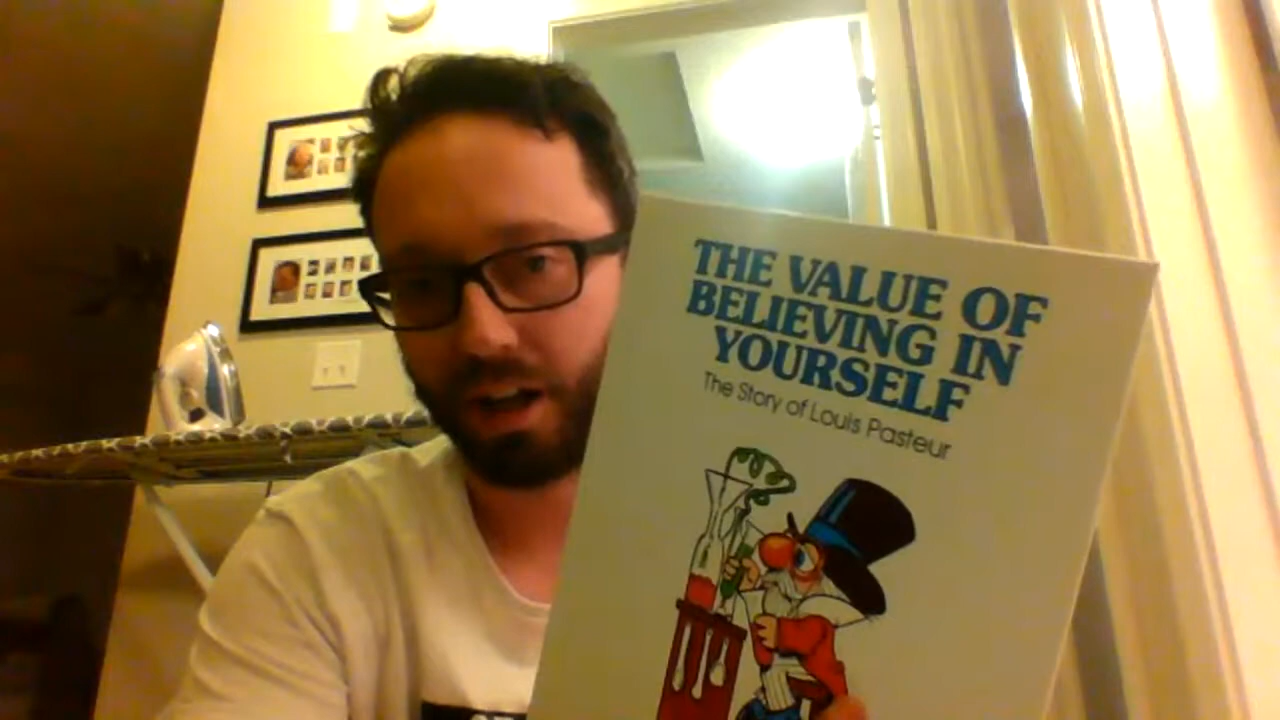 THE VALUE OF
BELIEVING IN
YOURSELF
The Story of Louis Pasteur